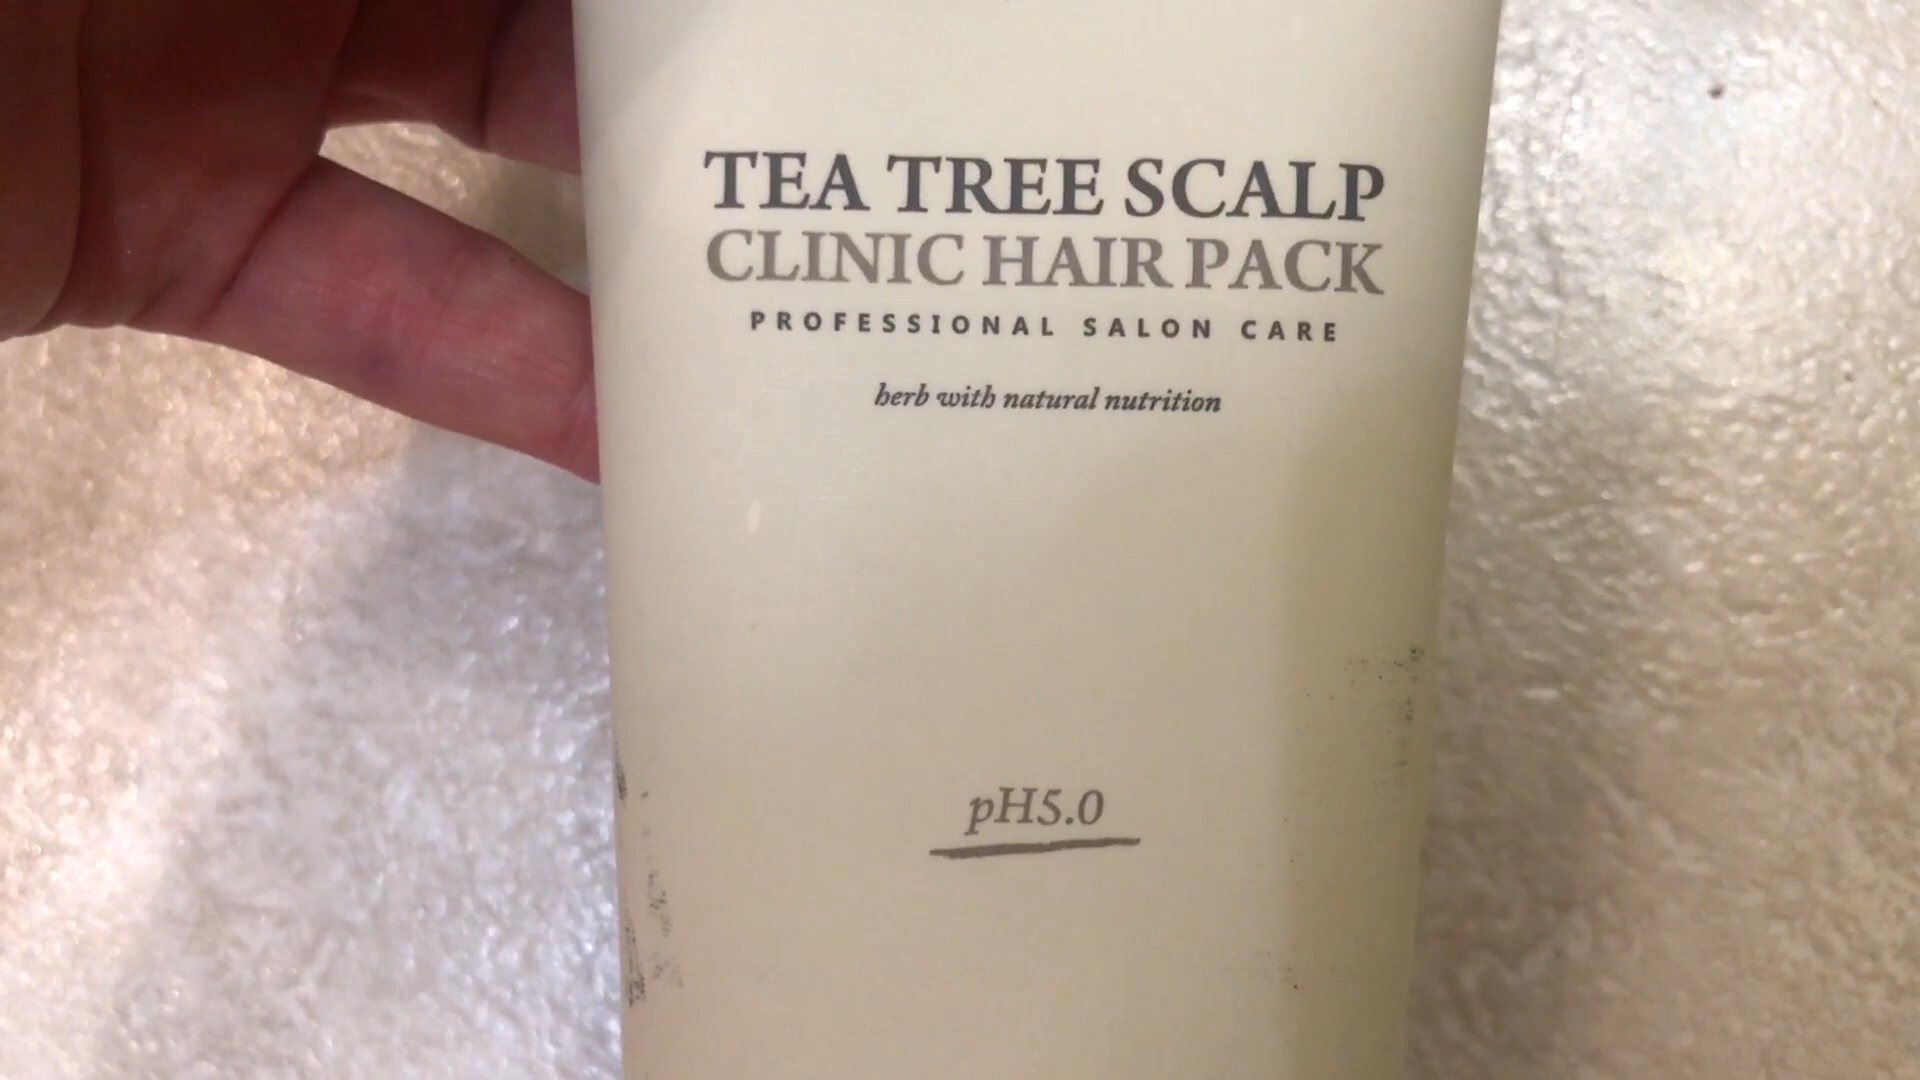 TEA TREE SCALP
CLINIC HAIR PACK
PROFESSIONAL SALON CARE
herb with natural nutrition
pH5.0